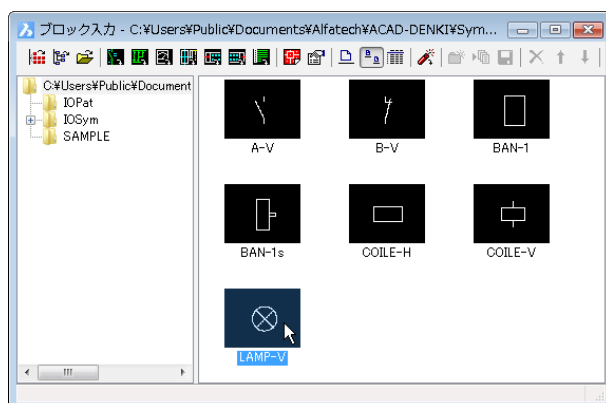 ブロック入力 - C:¥Users¥Public¥Documents¥Alfatech¥ACAD-DENKI¥Sym...
C:¥Users¥Public¥Document
IOPat
IOSym
SAMPLE
A-V
B-V
BAN-1
BAN-1s
COILE-H
COILE-V
LAMP-V